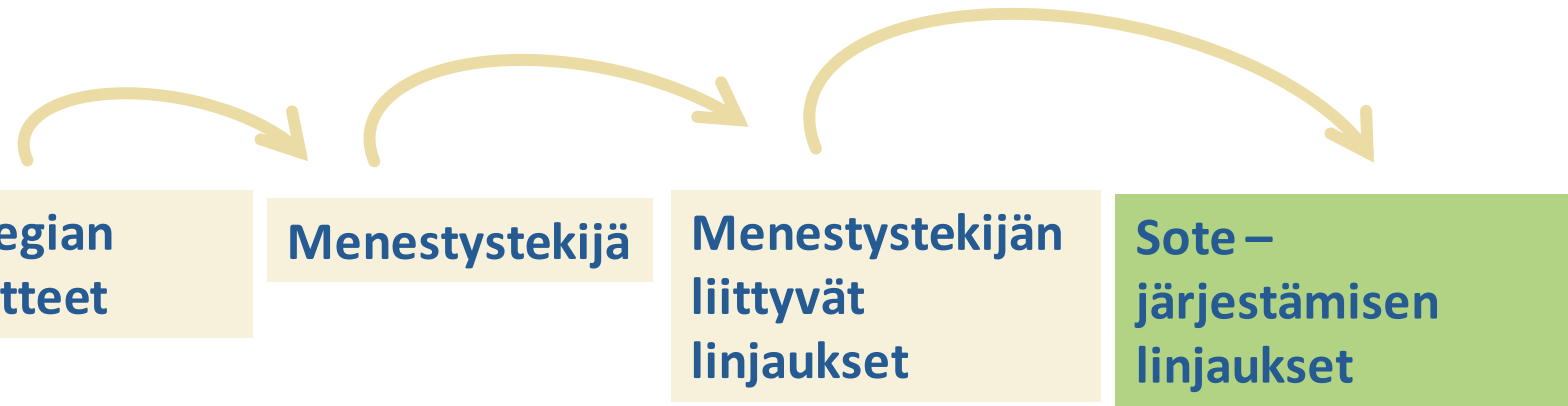 egian
tteet
Menestystekijä
Menestystekijän
liittyvät
linjaukset
Sote –
järjestämisen
linjaukset